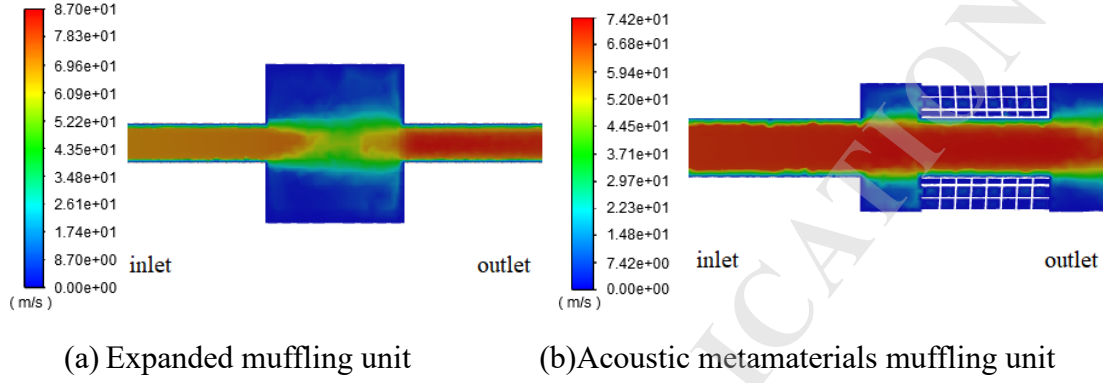 8.70e+01
7.83e+01
6.96e+01
6.09e+01
5.22e+01
4.35e+01
3.48e+01
2.61e+01
1.74e+01
8.70e+00
0.00e+00
( m/s )
inlet
outlet
7.42e+01
6.68e+01
5.94e+01
5.20e+01
4.45e+01
3.71e+01
2.97e+01
2.23e+01
1.48e+01
7.42e+00
0.00e+00
( m/s )
inlet
outlet
ICATION
(a) Expanded muffling unit
(b)Acoustic metamaterials muffling unit